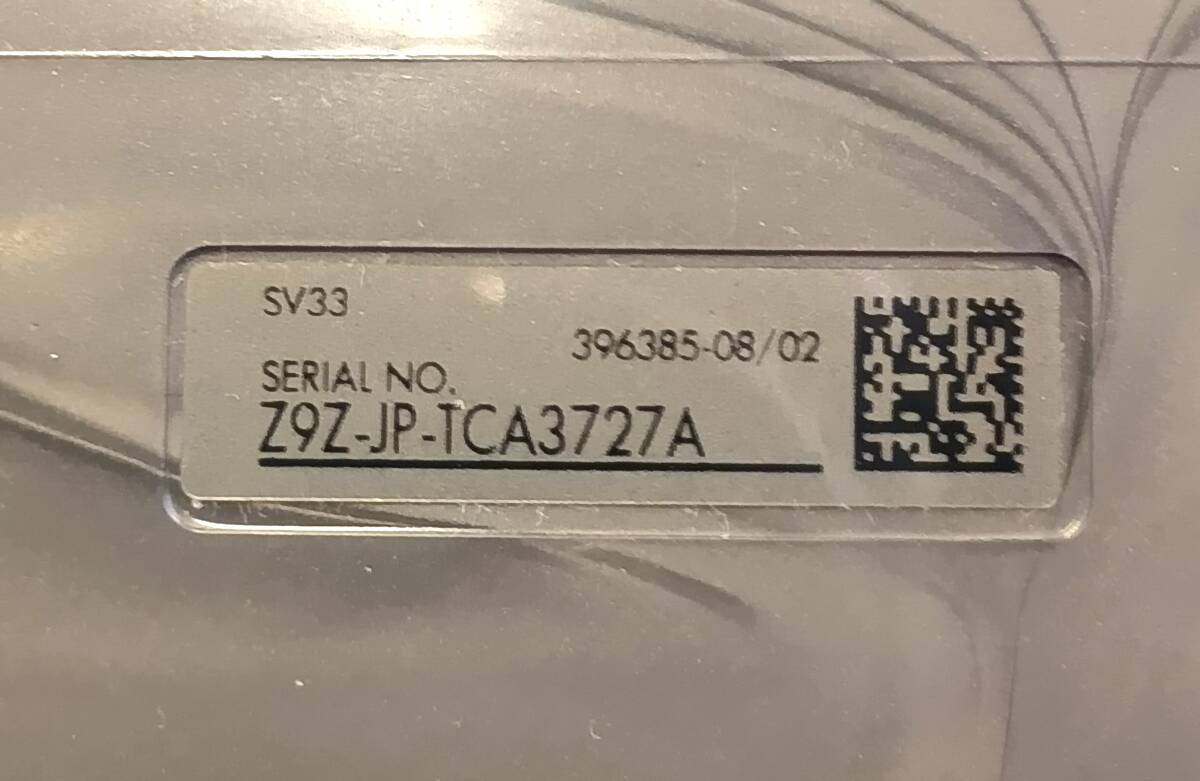 SV33
396385-08/02
SERIAL NO.
Z9Z-JP-TCA3727A